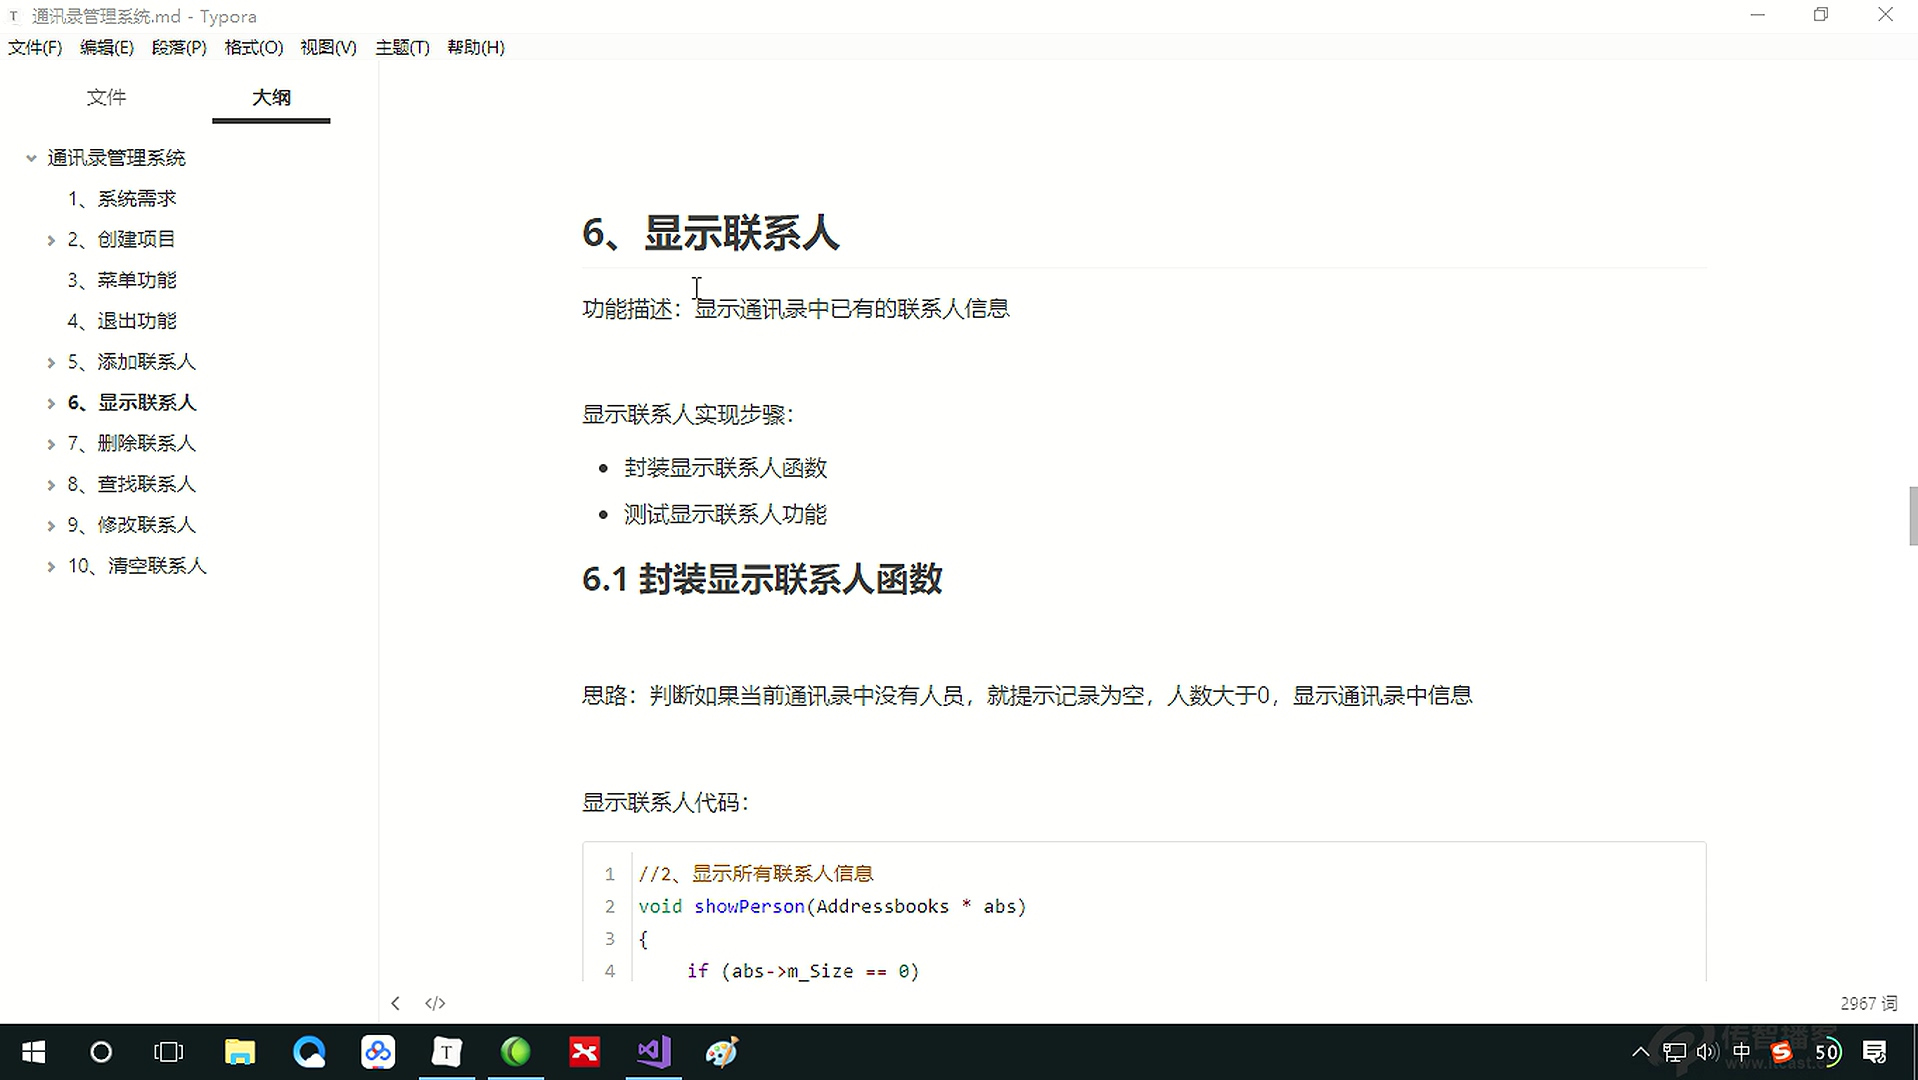 通讯录管理系统.md - Typora
文件(F) 编辑(E) 段落(P) 格式(O) 视图(V) 主题(T) 帮助(H)
文件 大纲
通讯录管理系统
1、系统需求
2、创建项目
3、菜单功能
4、退出功能
5、添加联系人
6、显示联系人
7、删除联系人
8、查找联系人
9、修改联系人
10、清空联系人
6、显示联系人
功能描述：显示通讯录中已有的联系人信息
显示联系人实现步骤：
封装显示联系人函数
测试显示联系人功能
6.1 封装显示联系人函数
思路：判断如果当前通讯录中没有人员，就提示记录为空，人数大于0，显示通讯录中信息
显示联系人代码：
1 //2、显示所有联系人信息
2 void showPerson(Addressbooks * abs)
3 {
4 if (abs->m_Size == 0)
</> 2967 词
T 中 S 50
传智播客